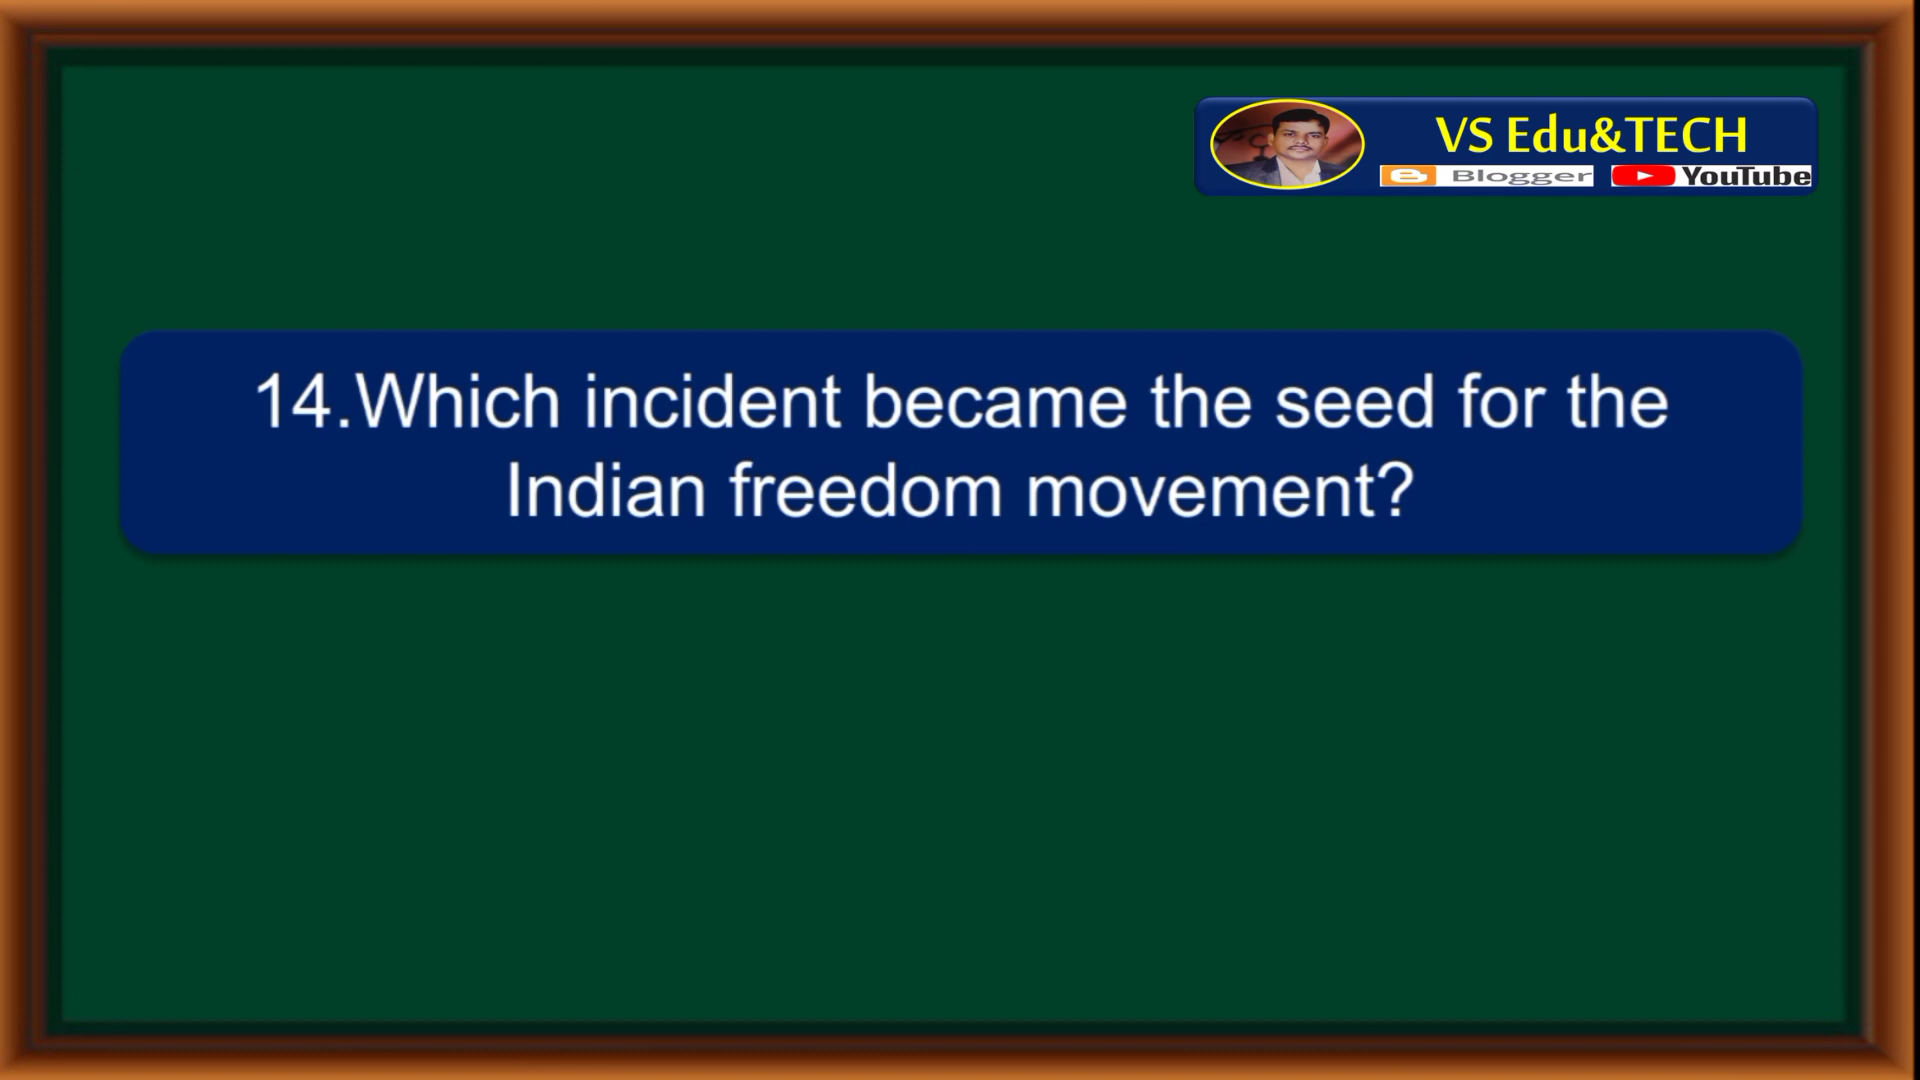 VS Edu&TECH
Blogger YouTube
14.Which incident became the seed for the
Indian freedom movement?